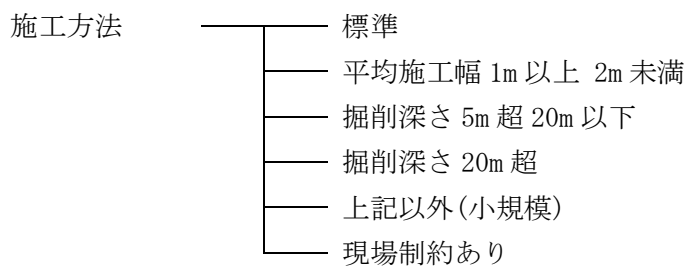 施工方法 標準
平均施工幅 1m 以上 2m 未満
掘削深さ 5m 超 20m 以下
掘削深さ 20m 超
上記以外(小規模)
現場制約あり